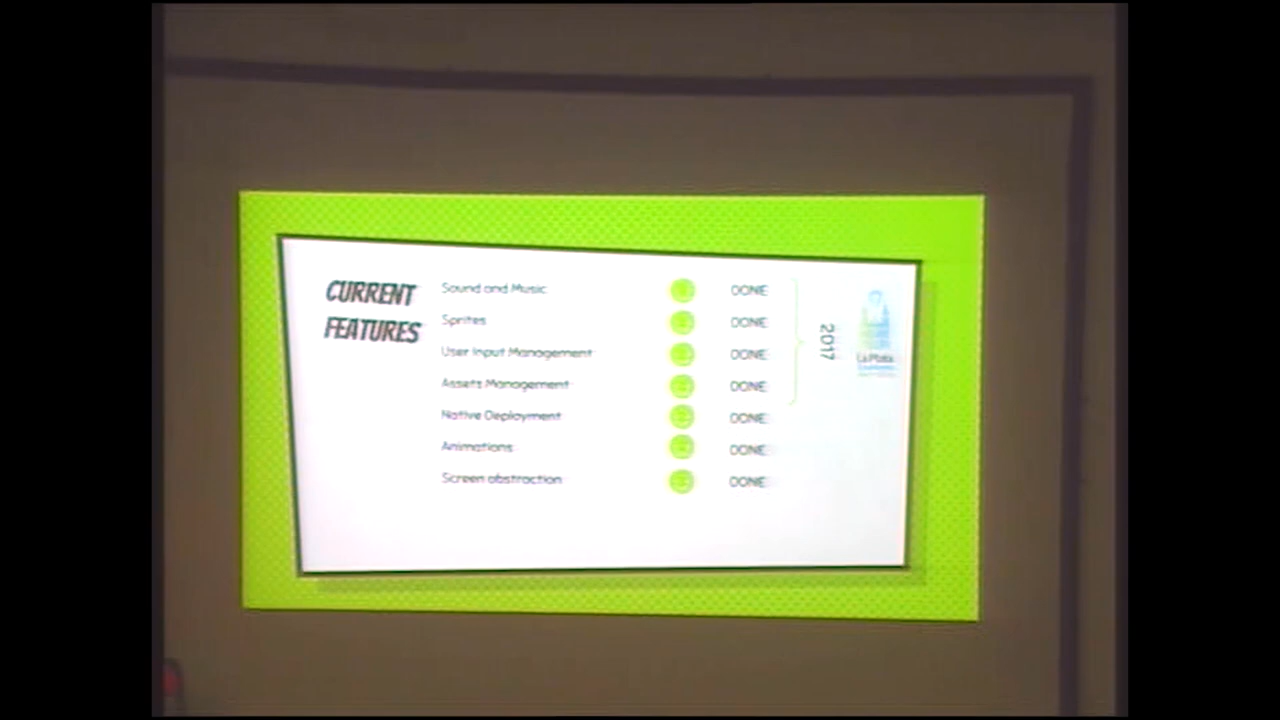 CURRENT
FEATURES
Sound and Music DONE
Sprites DONE
User Input Management DONE
Assets Management DONE
Native Deployment DONE
Animations DONE
Screen abstraction DONE
2017
La Plata